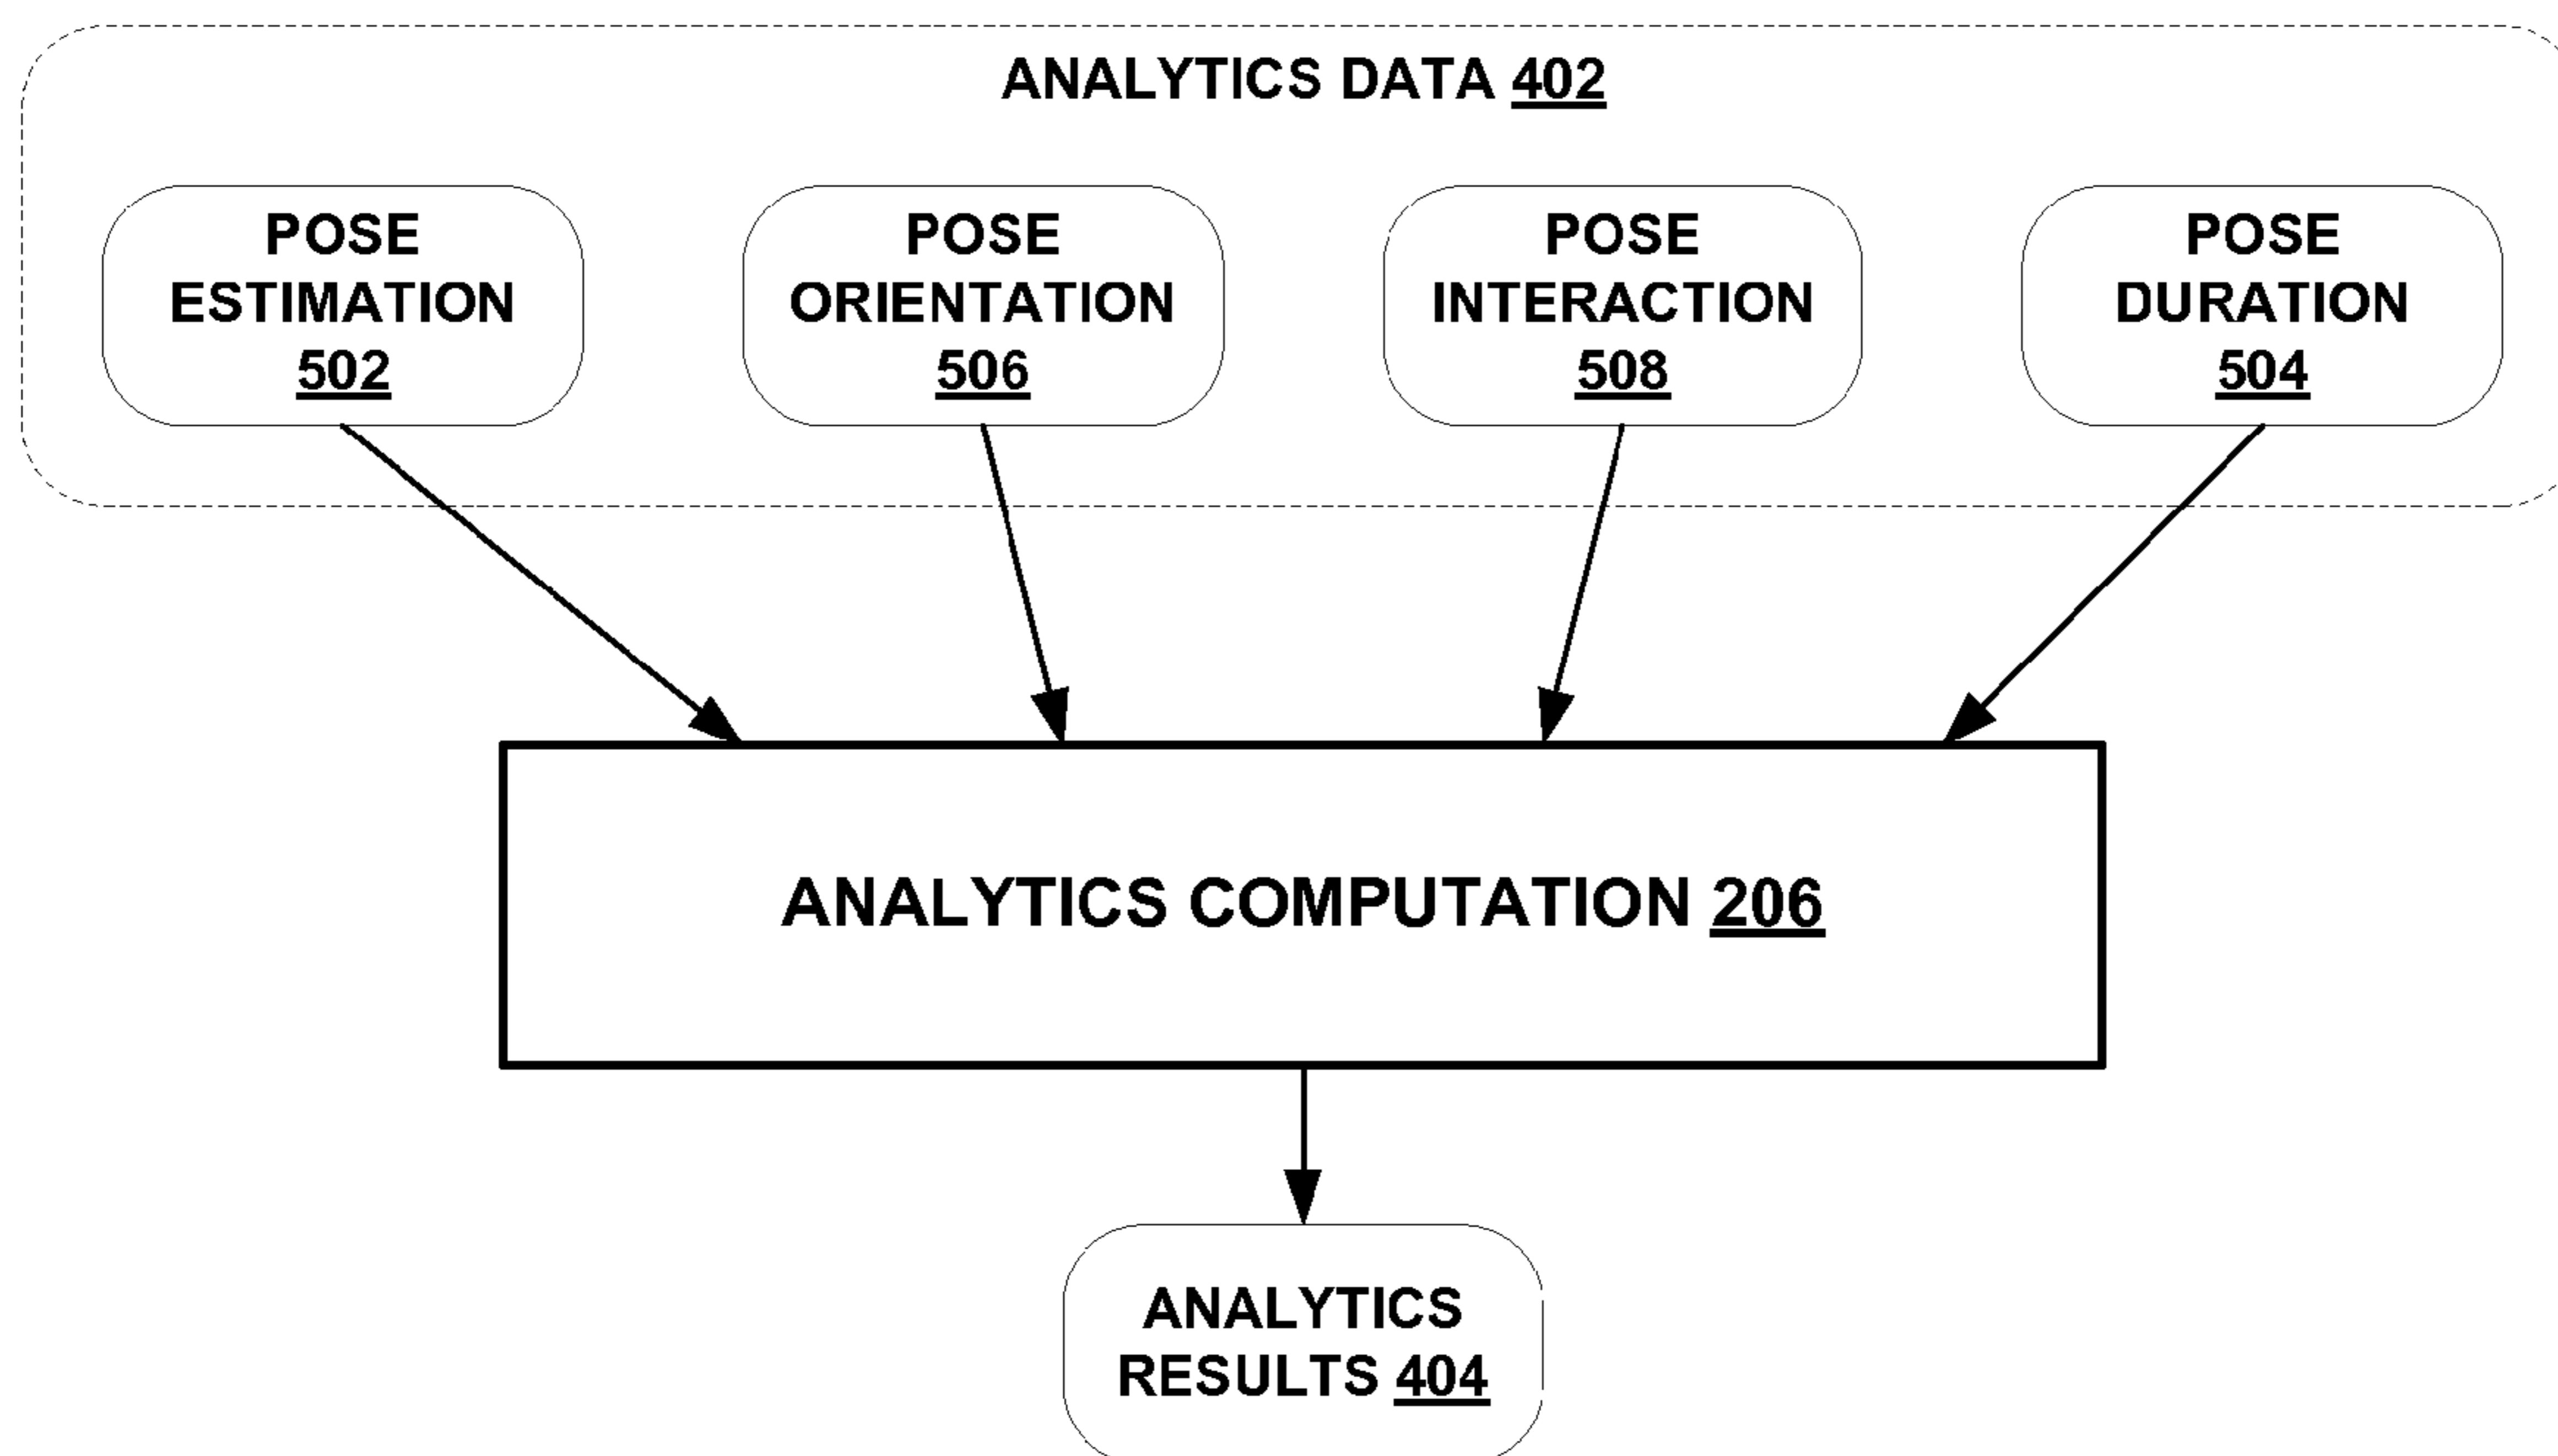 ANALYTICS DATA 402
POSE
ESTIMATION
502
POSE
ORIENTATION
506
POSE
INTERACTION
508
POSE
DURATION
504
ANALYTICS COMPUTATION 206
ANALYTICS
RESULTS 404